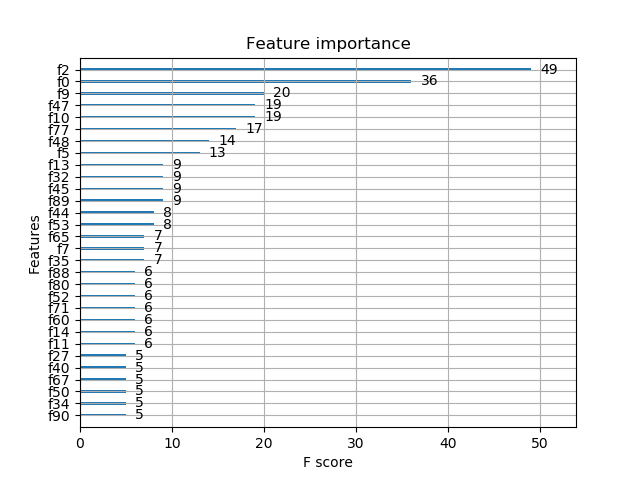 Feature importance
f2 49
f0 36
f9 20
f47 19
f10 19
f77 17
f48 14
f5 13
f13 9
f32 9
f45 9
f89 9
f44 8
f53 8
f65 7
f7 7
f35 7
f88 6
f80 6
f52 6
f71 6
f60 6
f14 6
f11 6
f27 5
f40 5
f67 5
f50 5
f34 5
f90 5
Features
0 10 20 30 40 50
F score